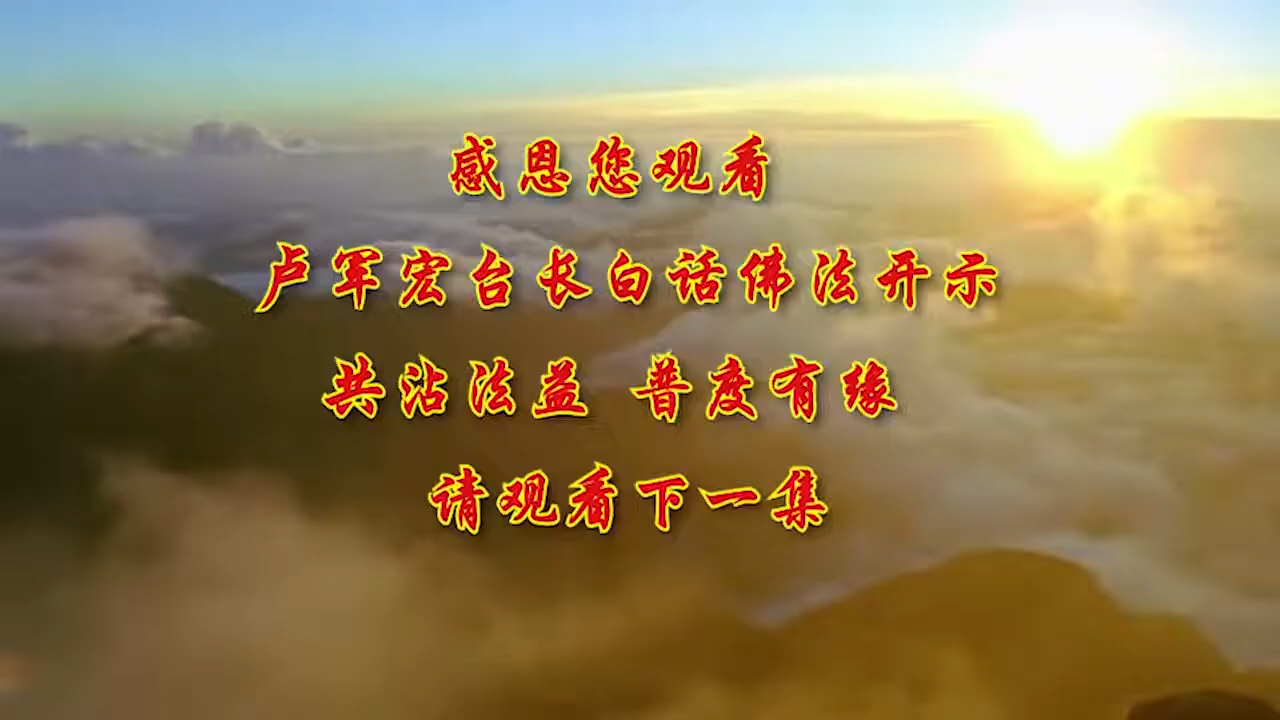 感恩您观看
卢军宏台长白话佛法开示
共沾法益 普度有缘
请观看下一集